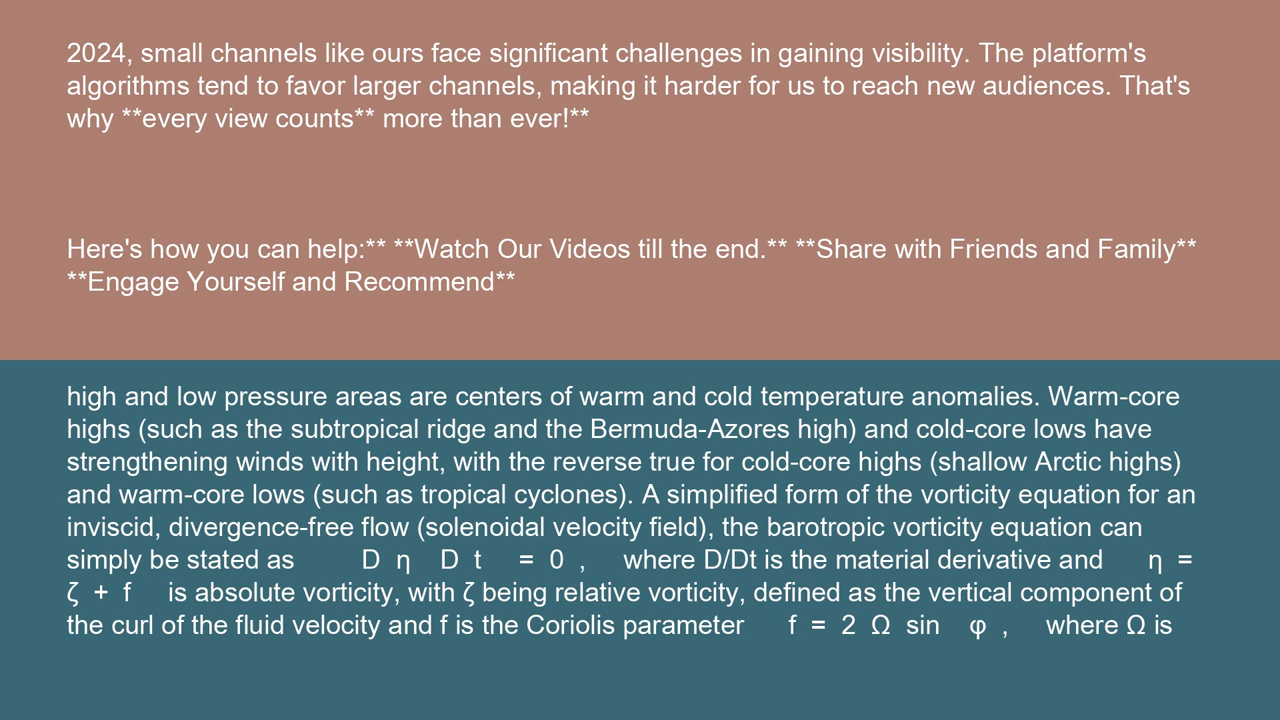 2024, small channels like ours face significant challenges in gaining visibility. The platform's
algorithms tend to favor larger channels, making it harder for us to reach new audiences. That's
why **every view counts** more than ever!**
Here's how you can help:** **Watch Our Videos till the end.** **Share with Friends and Family**
**Engage Yourself and Recommend**
high and low pressure areas are centers of warm and cold temperature anomalies. Warm-core
highs (such as the subtropical ridge and the Bermuda-Azores high) and cold-core lows have
strengthening winds with height, with the reverse true for cold-core highs (shallow Arctic highs)
and warm-core lows (such as tropical cyclones). A simplified form of the vorticity equation for an
inviscid, divergence-free flow (solenoidal velocity field), the barotropic vorticity equation can
simply be stated as D η D t = 0 , where D/Dt is the material derivative and η =
ζ + f is absolute vorticity, with ζ being relative vorticity, defined as the vertical component of
the curl of the fluid velocity and f is the Coriolis parameter f = 2 Ω sin φ , where Ω is